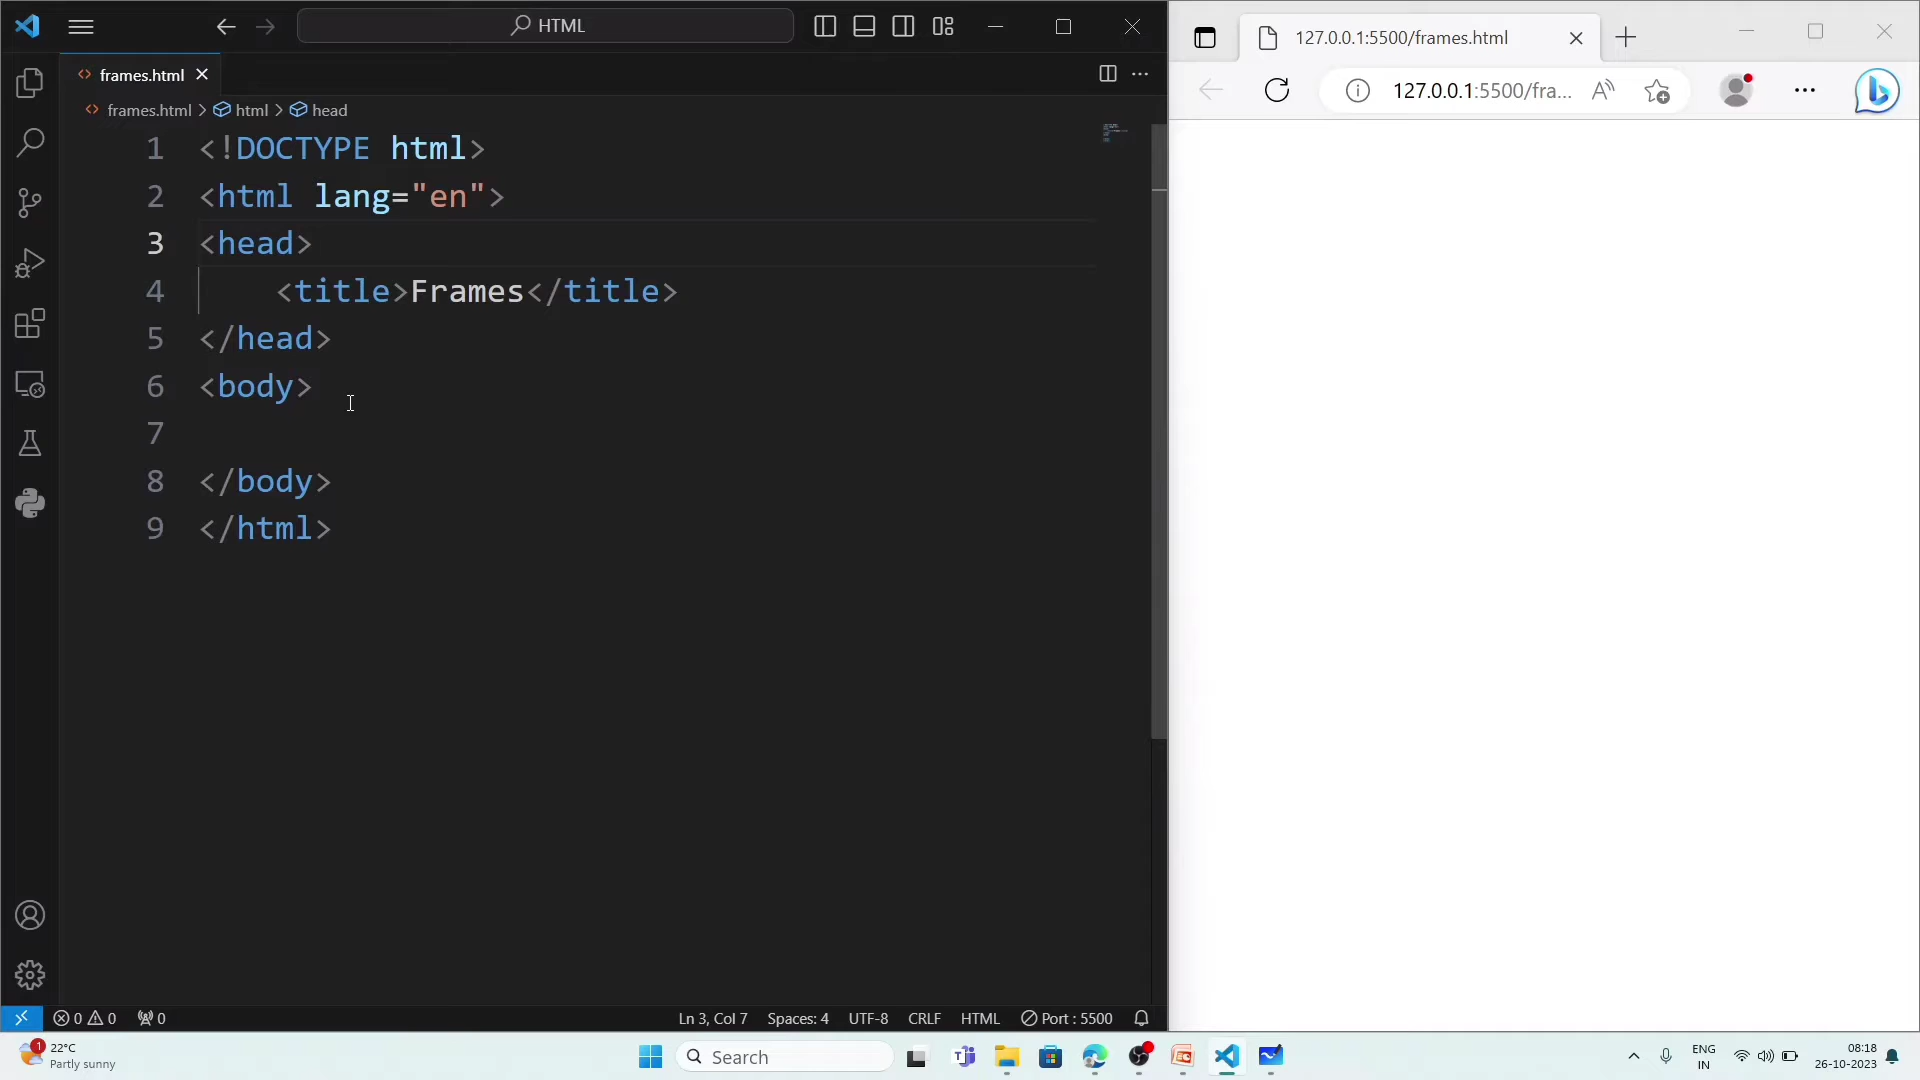 HTML
frames.html
frames.html > html > head
1 <!DOCTYPE html>
2 <html lang="en">
3 <head>
4     <title>Frames</title>
5 </head>
6 <body>
7
8 </body>
9 </html>
0 0 0
Ln 3, Col 7 Spaces: 4 UTF-8 CRLF HTML Port : 5500
127.0.0.1:5500/frames.html
127.0.0.1:5500/fra...
1
22°C
Partly sunny
Search
ENG
IN
08:18
26-10-2023